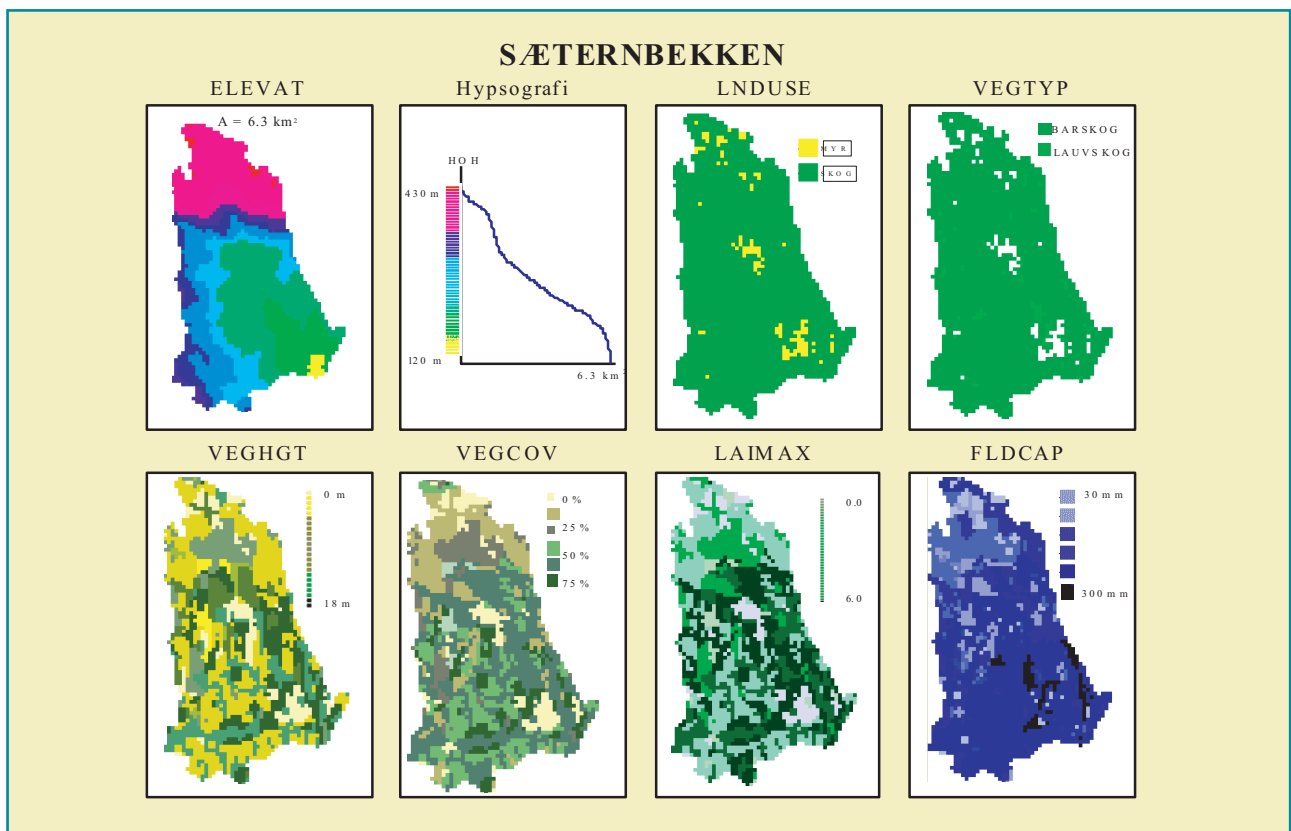 SÆTERNBEKKEN
ELEVAT
Hypsografi
LNDUSE
VEGTYP
A = 6.3 km²
HOH
430 m
120 m
6.3 km²
MYR
SKOG
BARSKOG
LAUVSKOG
VEGHGT
VEGCOV
LAIMAX
FLDCAP
0 m
18 m
0 %
25 %
50 %
75 %
0.0
6.0
30 mm
300 mm